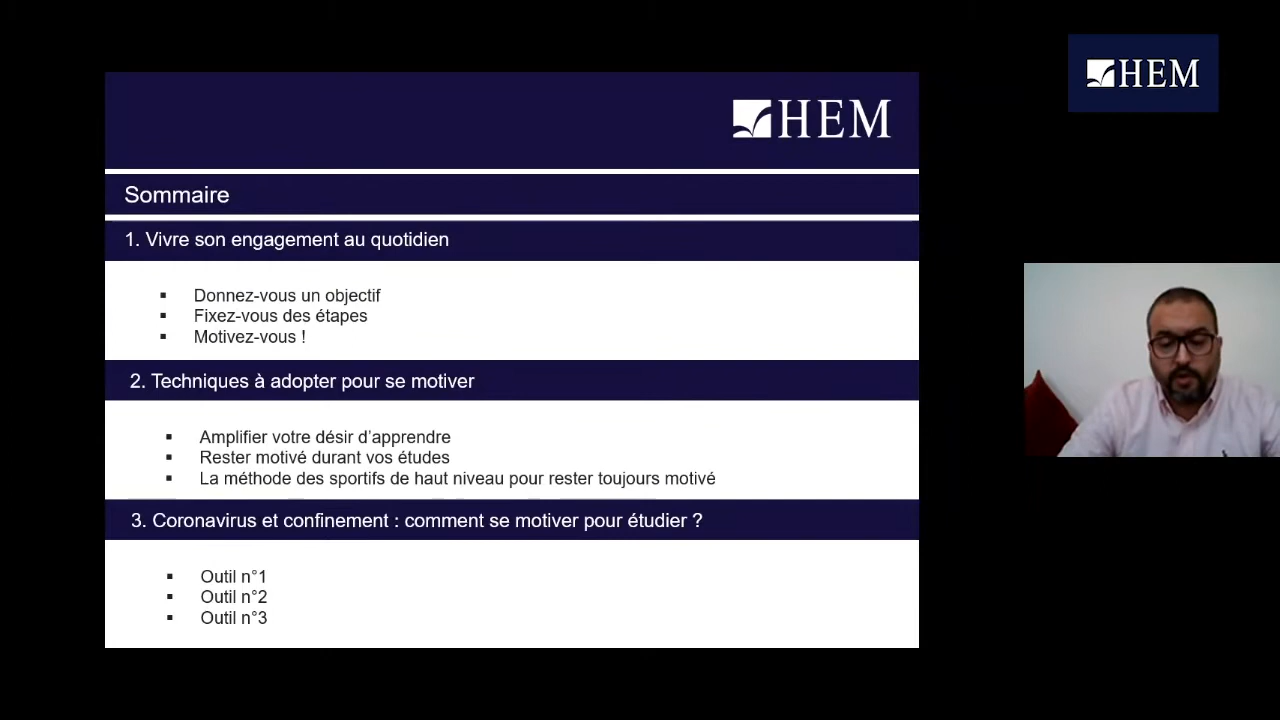 HEM
HEM
Sommaire
1. Vivre son engagement au quotidien
▪ Donnez-vous un objectif
▪ Fixez-vous des étapes
▪ Motivez-vous !
2. Techniques à adopter pour se motiver
▪ Amplifier votre désir d’apprendre
▪ Rester motivé durant vos études
▪ La méthode des sportifs de haut niveau pour rester toujours motivé
3. Coronavirus et confinement : comment se motiver pour étudier ?
▪ Outil n°1
▪ Outil n°2
▪ Outil n°3